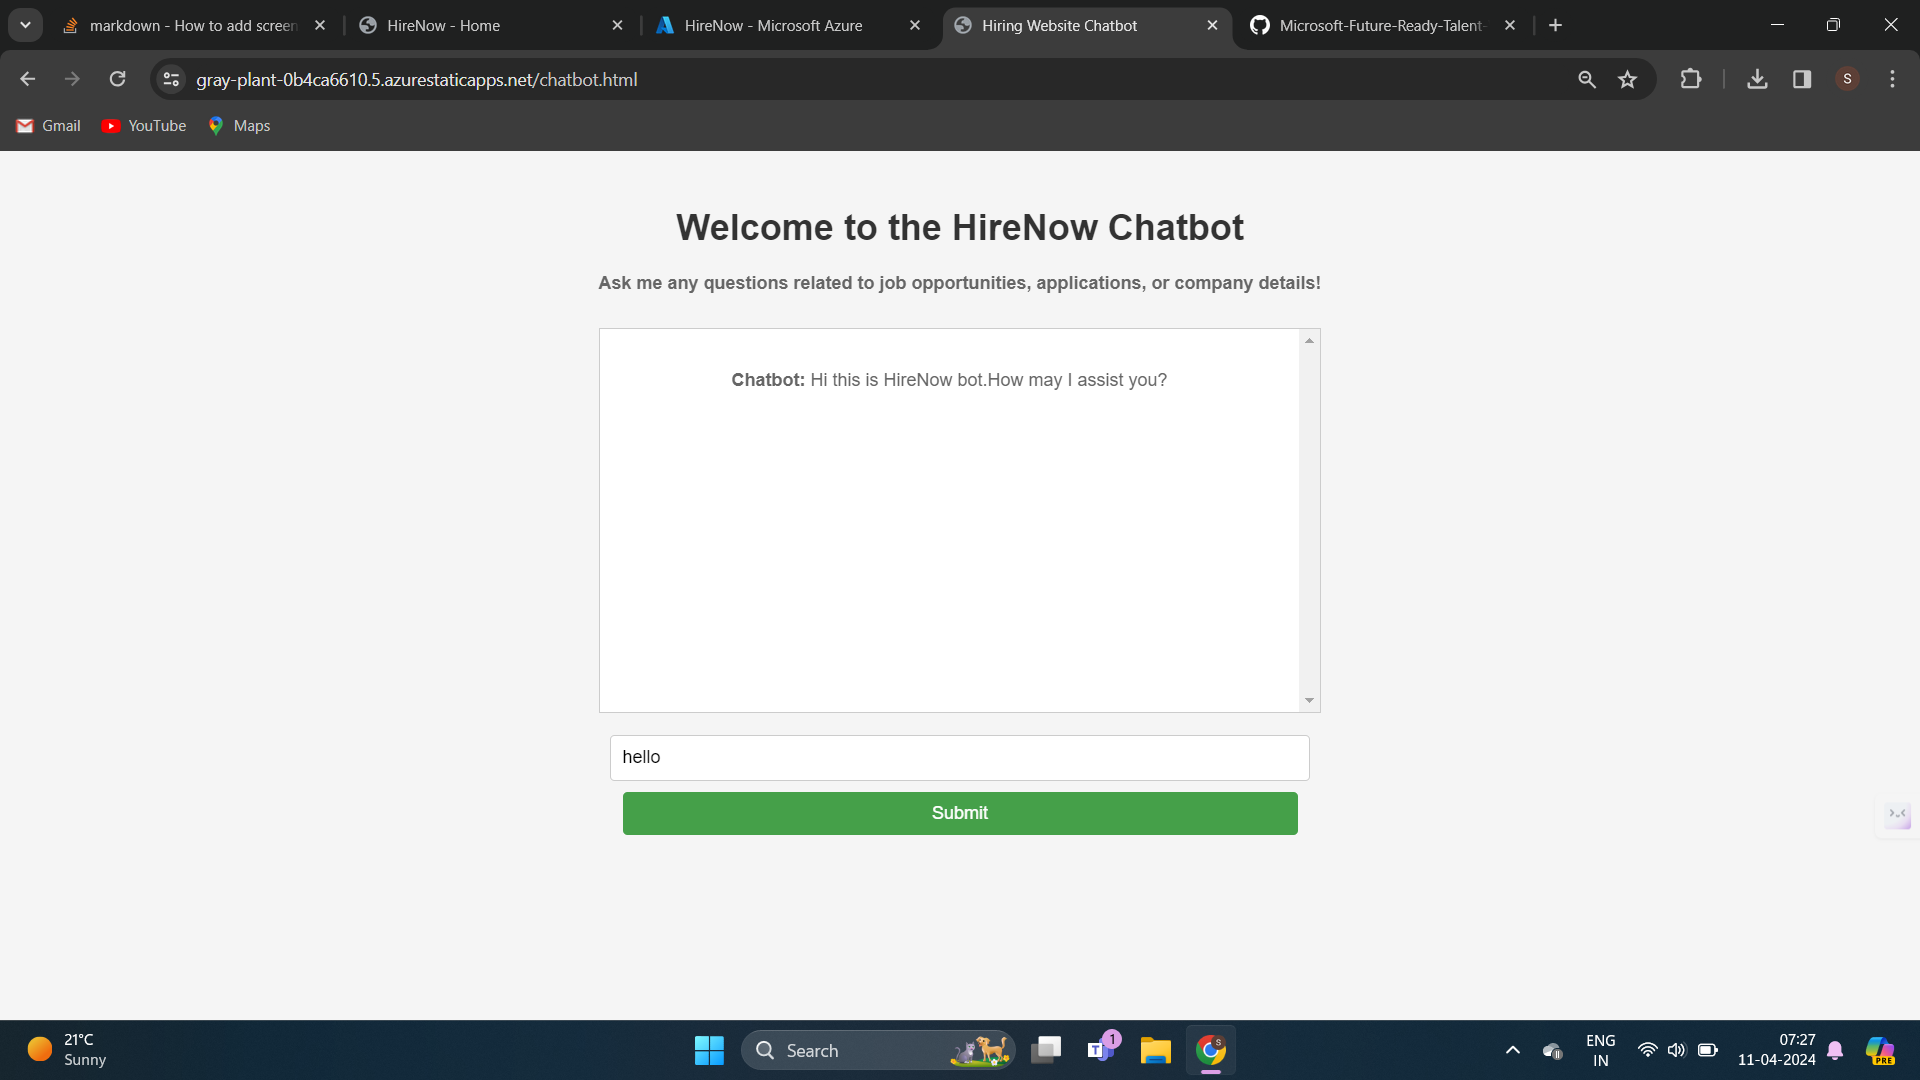 markdown - How to add screen
HireNow - Home
HireNow - Microsoft Azure
Hiring Website Chatbot
Microsoft-Future-Ready-Talent-
gray-plant-0b4ca6610.5.azurestaticapps.net/chatbot.html
S
Gmail
YouTube
Maps
Welcome to the HireNow Chatbot
Ask me any questions related to job opportunities, applications, or company details!
Chatbot: Hi this is HireNow bot.How may I assist you?
hello
Submit
21°C
Sunny
Search
T
1
S
ENG
IN
07:27
11-04-2024
PRE